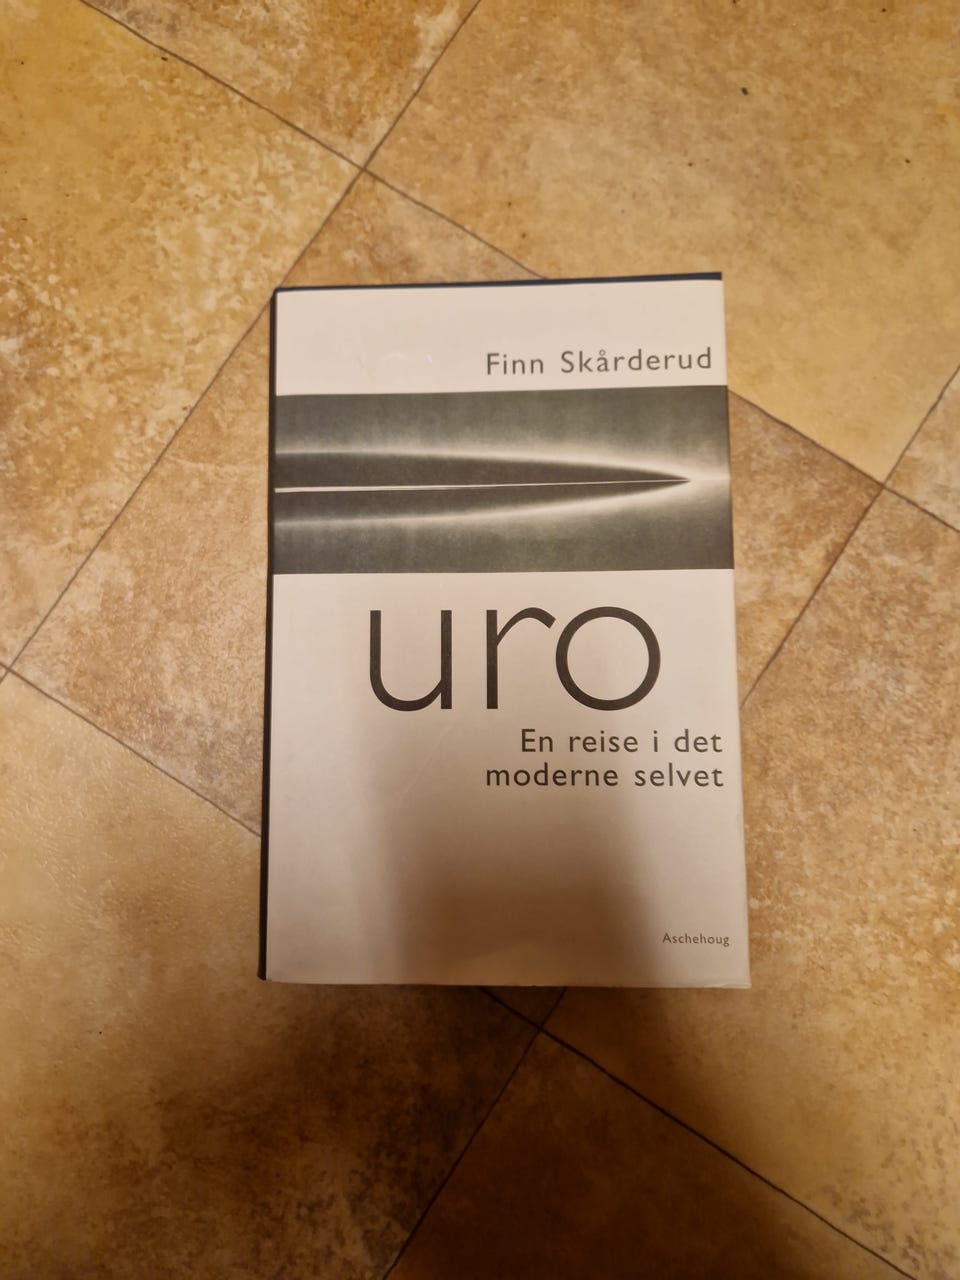 Finn Skårderud
uro
En reise i det
moderne selvet
Aschehoug